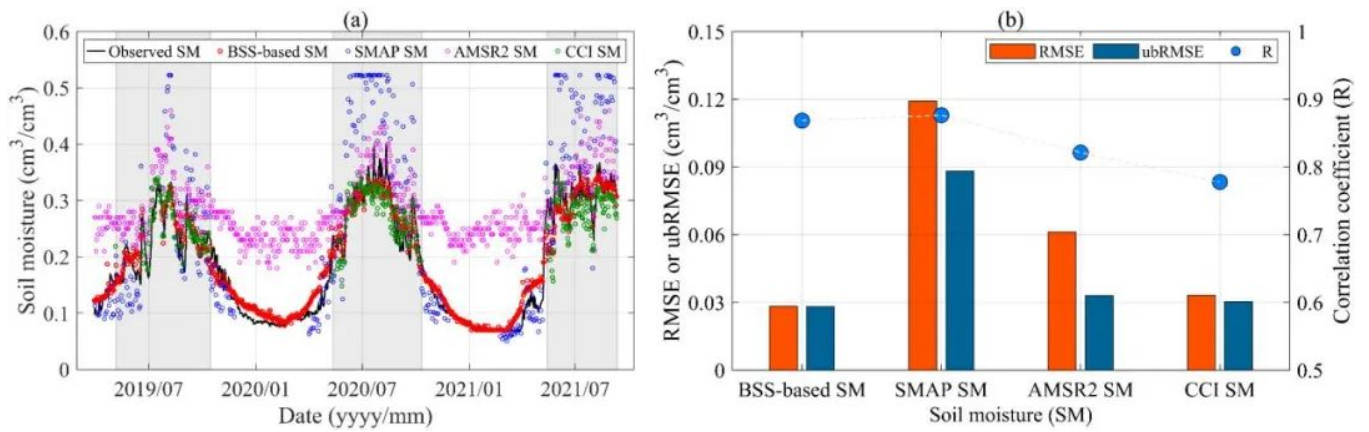 (a)
0.6
Observed SM BSS-based SM SMAP SM AMSR2 SM CCI SM
0.5
0.4
0.3
0.2
0.1
0
Soil moisture (cm3/cm3)
2019/07 2020/01 2020/07 2021/01 2021/07
Date (yyyy/mm)
(b)
0.15
RMSE ubRMSE R
0.12
0.09
0.06
0.03
0
RMSE or ubRMSE (cm3/cm3)
1
0.9
0.8
0.7
0.6
0.5
Correlation coefficient (R)
BSS-based SM SMAP SM AMSR2 SM CCI SM
Soil moisture (SM)